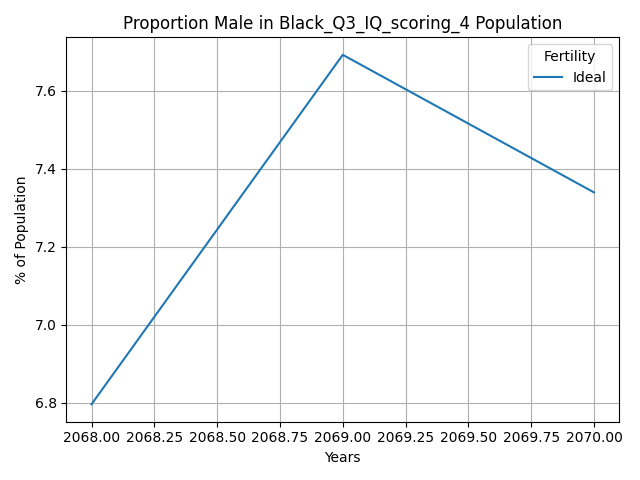 Proportion Male in Black_Q3_IQ_scoring_4 Population
Fertility
Ideal
% of Population
7.6
7.4
7.2
7.0
6.8
2068.00 2068.25 2068.50 2068.75 2069.00 2069.25 2069.50 2069.75 2070.00
Years